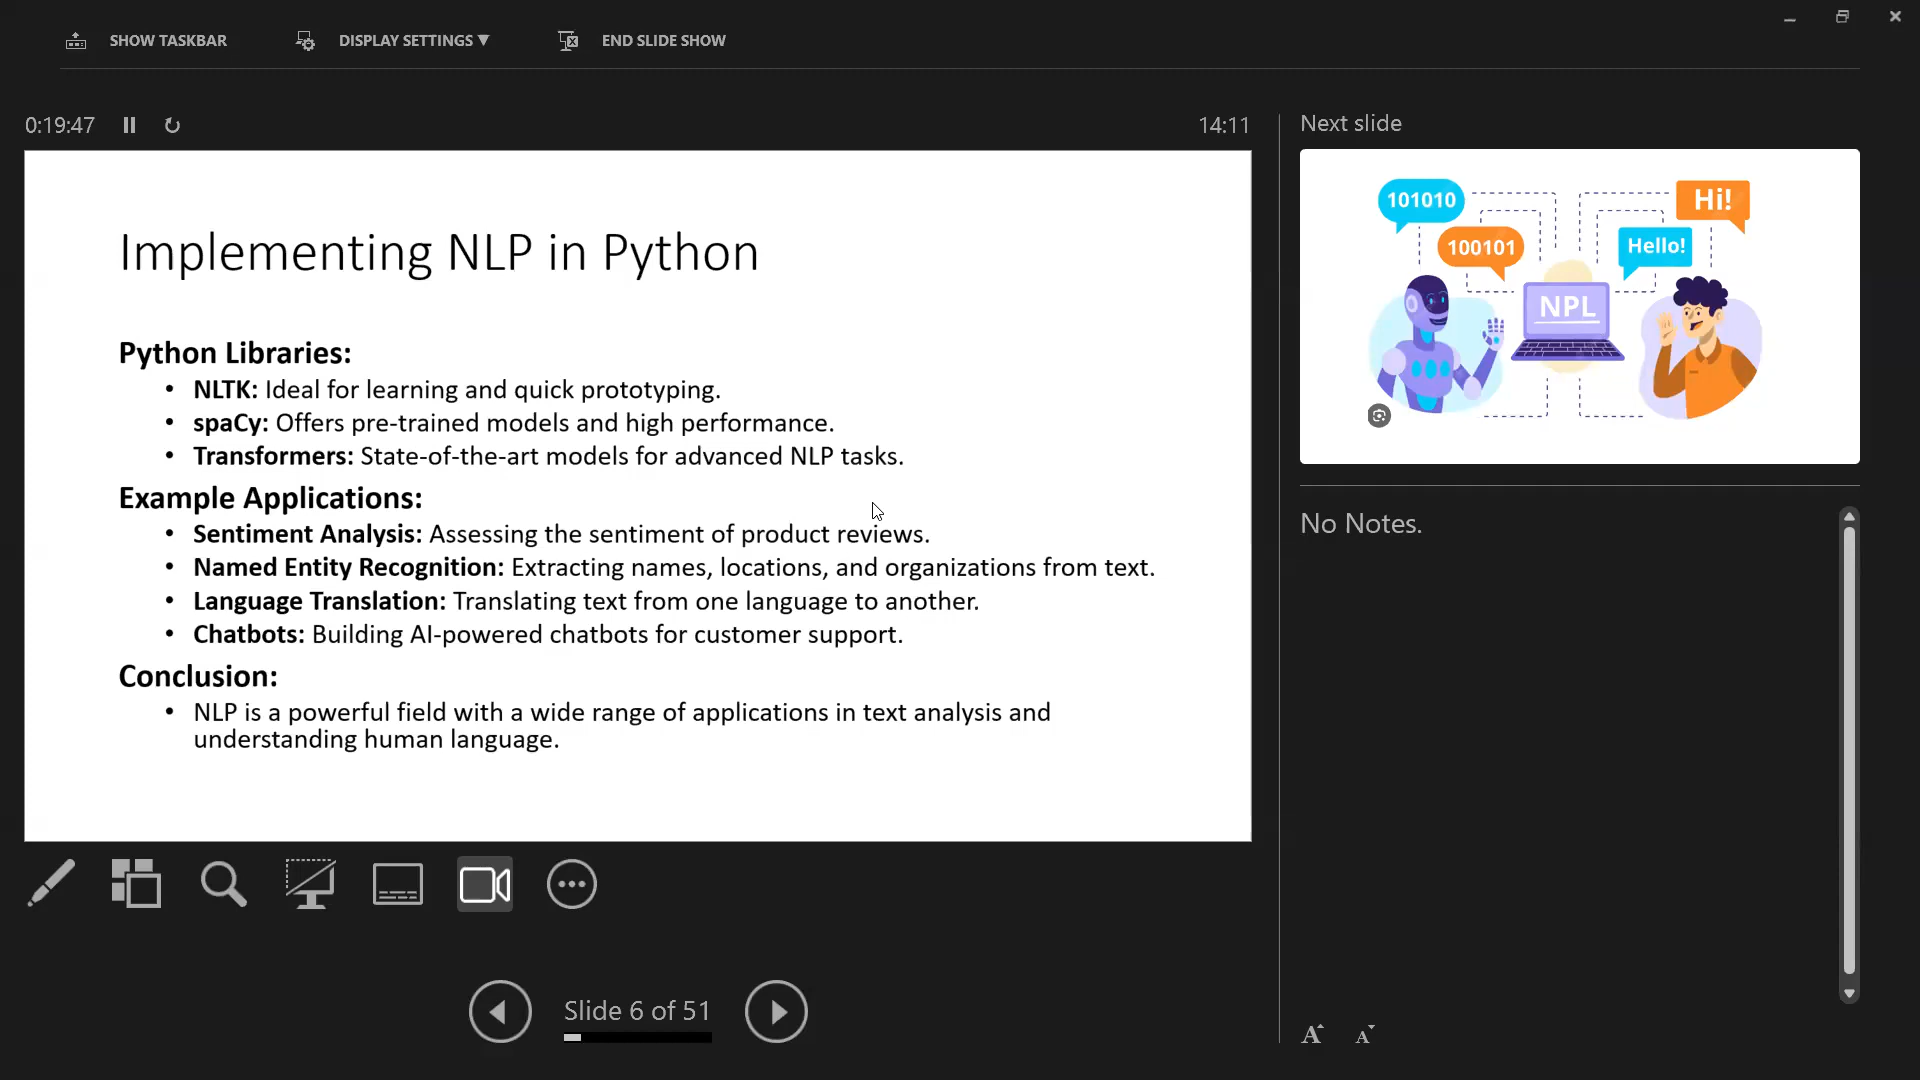 SHOW TASKBAR
DISPLAY SETTINGS ▼
END SLIDE SHOW
0:19:47
14:11
Implementing NLP in Python
Python Libraries:
• NLTK: Ideal for learning and quick prototyping.
• spaCy: Offers pre-trained models and high performance.
• Transformers: State-of-the-art models for advanced NLP tasks.
Example Applications:
• Sentiment Analysis: Assessing the sentiment of product reviews.
• Named Entity Recognition: Extracting names, locations, and organizations from text.
• Language Translation: Translating text from one language to another.
• Chatbots: Building AI-powered chatbots for customer support.
Conclusion:
• NLP is a powerful field with a wide range of applications in text analysis and
understanding human language.
Slide 6 of 51
Next slide
101010
Hi!
100101
Hello!
NPL
No Notes.
A A